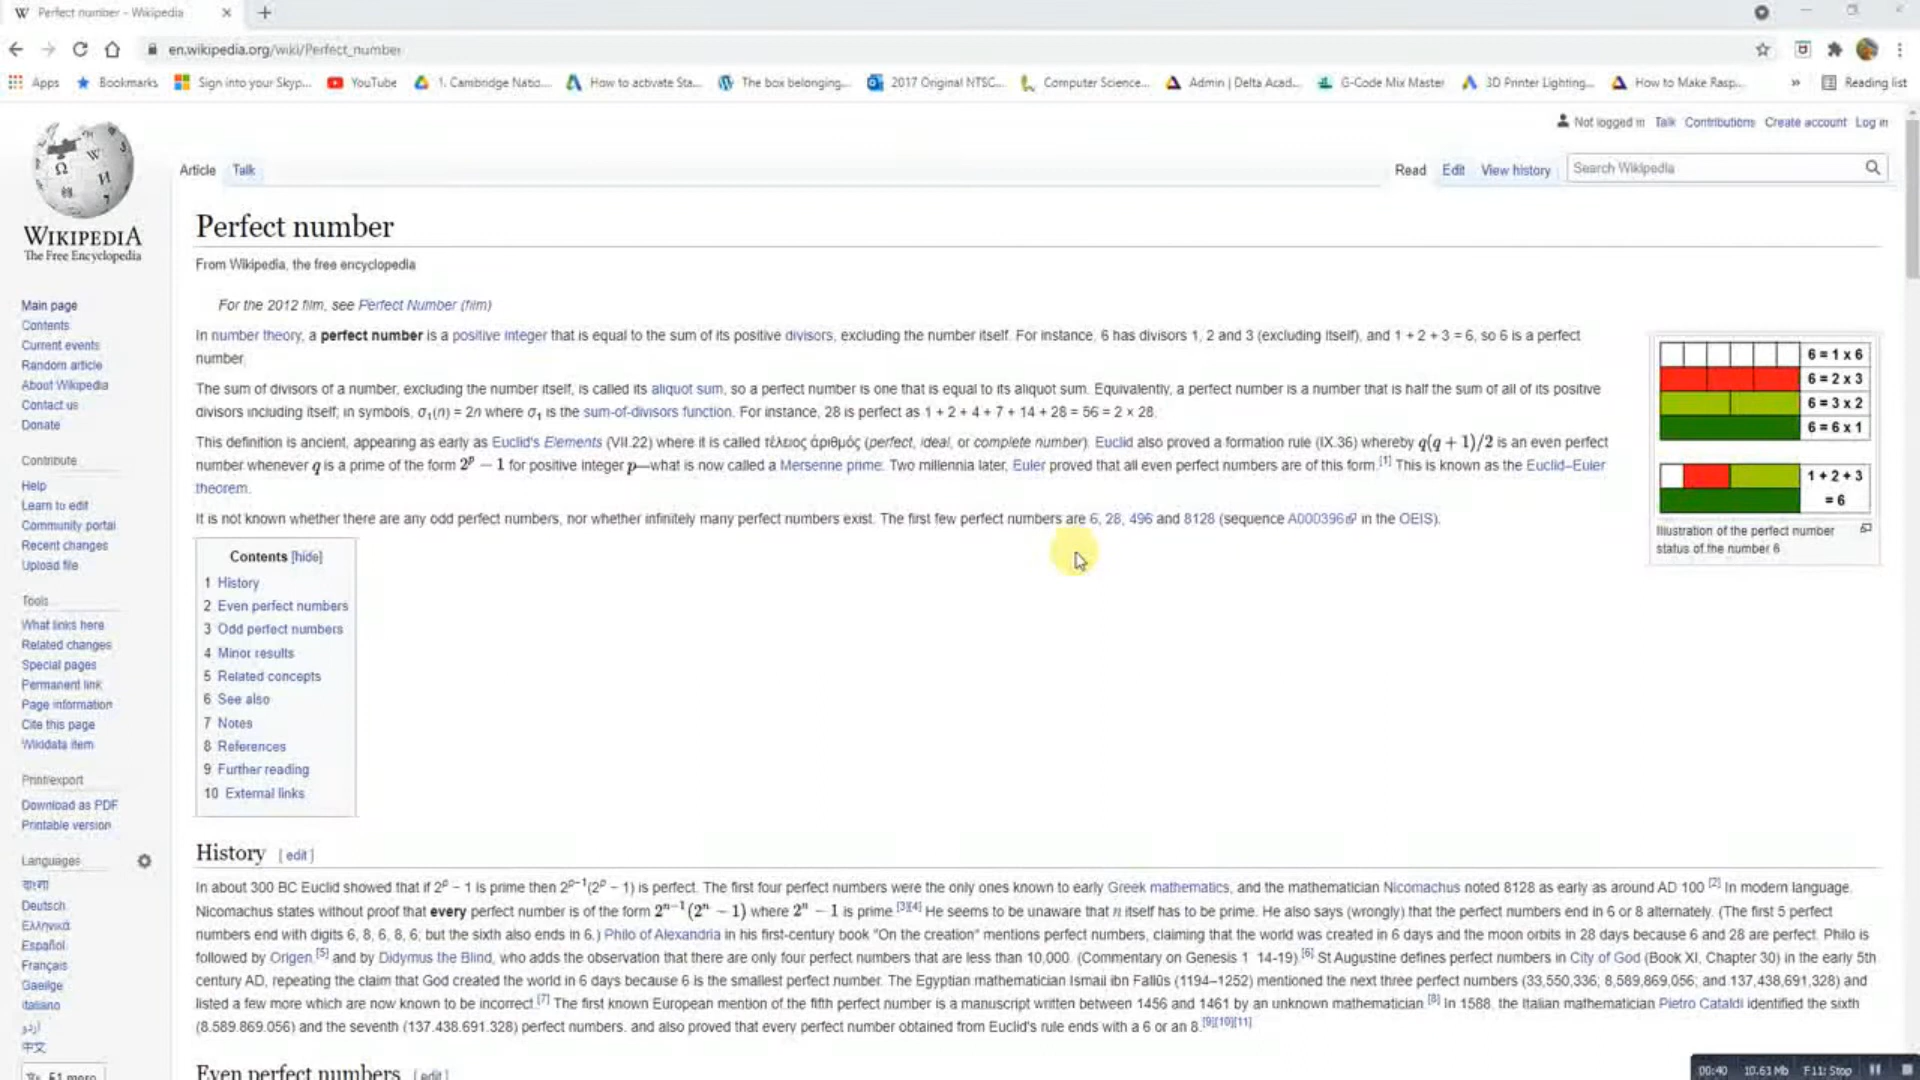 Perfect number - Wikipedia
en.wikipedia.org/wiki/Perfect_number
Apps Bookmarks Sign into your Skyp... YouTube 1. Cambridge Natio... How to activate Sta... The box belonging... 2017 Original NTSC... Computer Science... Admin | Delta Acad... G-Code Mix Master 3D Printer Lighting... How to Make Rasp... » Reading list
Not logged in Talk Contributions Create account Log in
Article Talk Read Edit View history Search Wikipedia
WIKIPEDIA
The Free Encyclopedia
Main page
Contents
Current events
Random article
About Wikipedia
Contact us
Donate
Contribute
Help
Learn to edit
Community portal
Recent changes
Upload file
Tools
What links here
Related changes
Special pages
Permanent link
Page information
Cite this page
Wikidata item
Print/export
Download as PDF
Printable version
Languages
বাংলা
Deutsch
Ελληνικά
Español
Français
Gaeilge
Italiano
اردو
中文
51 more
Perfect number
From Wikipedia, the free encyclopedia
For the 2012 film, see Perfect Number (film)
In number theory, a perfect number is a positive integer that is equal to the sum of its positive divisors, excluding the number itself. For instance, 6 has divisors 1, 2 and 3 (excluding itself), and 1 + 2 + 3 = 6, so 6 is a perfect
number.
The sum of divisors of a number, excluding the number itself, is called its aliquot sum, so a perfect number is one that is equal to its aliquot sum. Equivalently, a perfect number is a number that is half the sum of all of its positive
divisors including itself; in symbols, σ₁(n) = 2n where σ₁ is the sum-of-divisors function. For instance, 28 is perfect as 1 + 2 + 4 + 7 + 14 + 28 = 56 = 2 × 28.
This definition is ancient, appearing as early as Euclid's Elements (VII.22) where it is called τέλειος ἀριθμός (perfect, ideal, or complete number). Euclid also proved a formation rule (IX.36) whereby q(q + 1)/2 is an even perfect
number whenever q is a prime of the form 2ᵖ − 1 for positive integer p—what is now called a Mersenne prime. Two millennia later, Euler proved that all even perfect numbers are of this form.[1] This is known as the Euclid–Euler
theorem.
It is not known whether there are any odd perfect numbers, nor whether infinitely many perfect numbers exist. The first few perfect numbers are 6, 28, 496 and 8128 (sequence A000396 in the OEIS).
6 = 1 x 6
6 = 2 x 3
6 = 3 x 2
6 = 6 x 1
1 + 2 + 3
= 6
Illustration of the perfect number
status of the number 6
Contents [hide]
1 History
2 Even perfect numbers
3 Odd perfect numbers
4 Minor results
5 Related concepts
6 See also
7 Notes
8 References
9 Further reading
10 External links
History [ edit ]
In about 300 BC Euclid showed that if 2ᵖ − 1 is prime then 2ᵖ⁻¹(2ᵖ − 1) is perfect. The first four perfect numbers were the only ones known to early Greek mathematics, and the mathematician Nicomachus noted 8128 as early as around AD 100.[2] In modern language,
Nicomachus states without proof that every perfect number is of the form 2ⁿ⁻¹(2ⁿ − 1) where 2ⁿ − 1 is prime.[3][4] He seems to be unaware that n itself has to be prime. He also says (wrongly) that the perfect numbers end in 6 or 8 alternately. (The first 5 perfect
numbers end with digits 6, 8, 6, 8, 6; but the sixth also ends in 6.) Philo of Alexandria in his first-century book "On the creation" mentions perfect numbers, claiming that the world was created in 6 days and the moon orbits in 28 days because 6 and 28 are perfect. Philo is
followed by Origen,[5] and by Didymus the Blind, who adds the observation that there are only four perfect numbers that are less than 10,000. (Commentary on Genesis 1. 14-19).[6] St Augustine defines perfect numbers in City of God (Book XI, Chapter 30) in the early 5th
century AD, repeating the claim that God created the world in 6 days because 6 is the smallest perfect number. The Egyptian mathematician Ismail ibn Fallūs (1194–1252) mentioned the next three perfect numbers (33,550,336; 8,589,869,056; and 137,438,691,328) and
listed a few more which are now known to be incorrect.[7] The first known European mention of the fifth perfect number is a manuscript written between 1456 and 1461 by an unknown mathematician.[8] In 1588, the Italian mathematician Pietro Cataldi identified the sixth
(8,589,869,056) and the seventh (137,438,691,328) perfect numbers, and also proved that every perfect number obtained from Euclid's rule ends with a 6 or an 8.[9][10][11]
Even perfect numbers [ edit ]
00:40 10.61 Mb F11: Stop